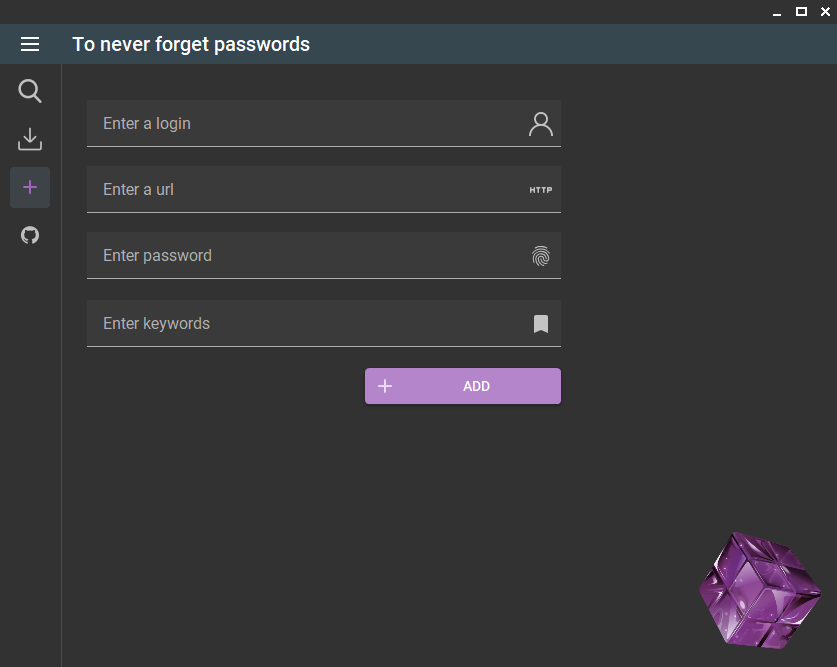 To never forget passwords
Enter a login
Enter a url
HTTP
Enter password
Enter keywords
ADD